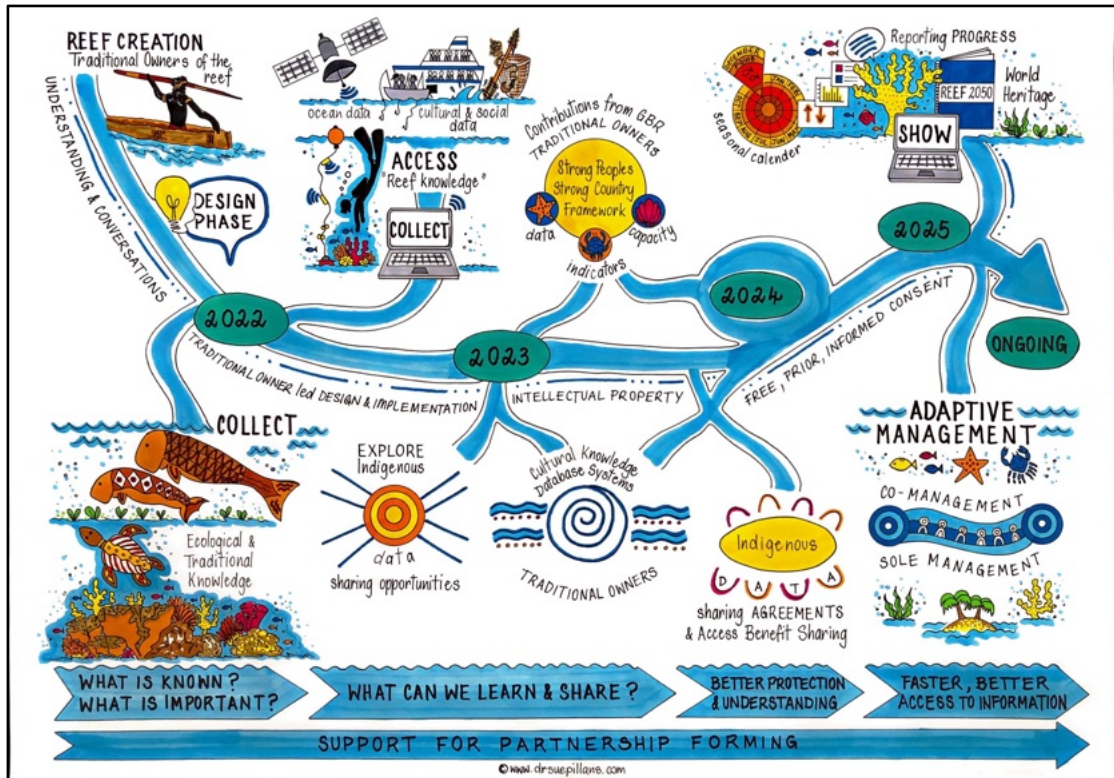 REEF CREATION
Traditional Owners of the
reef
UNDERSTANDING & CONVERSATIONS
DESIGN
PHASE
ocean data
cultural & social
data
ACCESS
"Reef Knowledge"
COLLECT
Contributions from GBR
TRADITIONAL OWNERS
Strong Peoples
Strong Country
Framework
data
capacity
indicators
Reporting PROGRESS
World
Heritage
REEF 2050
seasonal calender
SHOW
2022
2023
2024
2025
ONGOING
TRADITIONAL OWNER led DESIGN & IMPLEMENTATION
INTELLECTUAL PROPERTY
FREE, PRIOR, INFORMED CONSENT
COLLECT
Ecological &
Traditional
Knowledge
EXPLORE
Indigenous
data
sharing opportunities
Cultural Knowledge
Database Systems
TRADITIONAL OWNERS
Indigenous
DATA
sharing AGREEMENTS
& Access Benefit Sharing
ADAPTIVE
MANAGEMENT
CO-MANAGEMENT
SOLE MANAGEMENT
WHAT IS KNOWN?
WHAT IS IMPORTANT?
WHAT CAN WE LEARN & SHARE?
BETTER PROTECTION
& UNDERSTANDING
FASTER, BETTER
ACCESS TO INFORMATION
SUPPORT FOR PARTNERSHIP FORMING
©www.drsuepillans.com